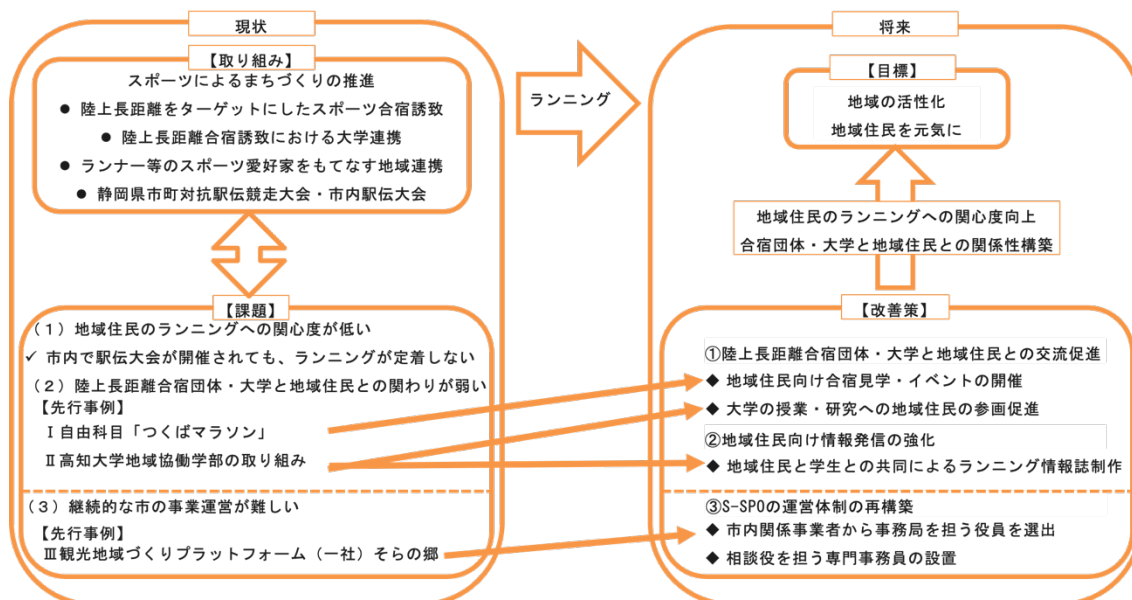 現状
【取り組み】
スポーツによるまちづくりの推進
● 陸上長距離をターゲットにしたスポーツ合宿誘致
● 陸上長距離合宿誘致における大学連携
● ランナー等のスポーツ愛好家をもてなす地域連携
● 静岡県市町対抗駅伝競走大会・市内駅伝大会
【課題】
（1）地域住民のランニングへの関心度が低い
✓ 市内で駅伝大会が開催されても、ランニングが定着しない
（2）陸上長距離合宿団体・大学と地域住民との関わりが弱い
【先行事例】
Ⅰ自由科目「つくばマラソン」
Ⅱ高知大学地域協働学部の取り組み
（3）継続的な市の事業運営が難しい
【先行事例】
Ⅲ観光地域づくりプラットフォーム（一社）そらの郷
ランニング
将来
【目標】
地域の活性化
地域住民を元気に
地域住民のランニングへの関心度向上
合宿団体・大学と地域住民との関係性構築
【改善策】
①陸上長距離合宿団体・大学と地域住民との交流促進
◆ 地域住民向け合宿見学・イベントの開催
◆ 大学の授業・研究への地域住民の参画促進
②地域住民向け情報発信の強化
◆ 地域住民と学生との共同によるランニング情報誌制作
③S-SPOの運営体制の再構築
◆ 市内関係事業者から事務局を担う役員を選出
◆ 相談役を担う専門事務員の設置